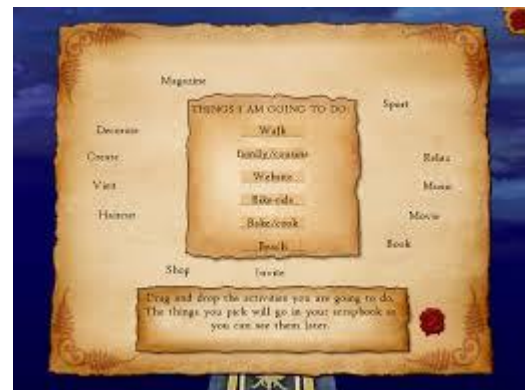 Magazine
Sport
THINGS I AM GOING TO DO:
Walk
Decorate
family/cousins
Create
Relax
Website
Visit
Music
Bike ride
Haircut
Movie
Bake/cook
Book
Beach
Shop
Invite
Drag and drop the activities you are going to do.
The things you pick will go in your scrapbook so
you can see them later.